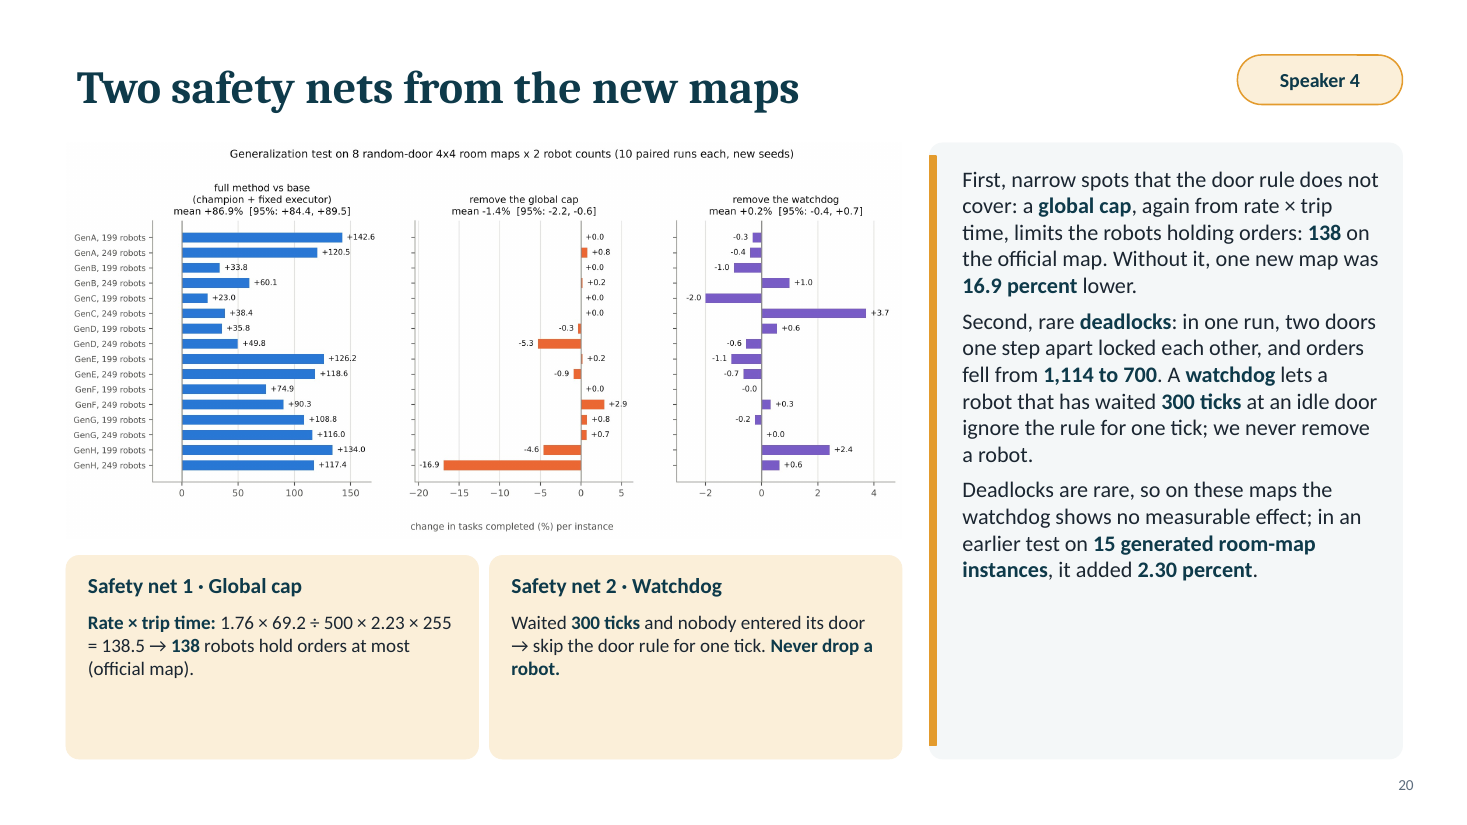 Two safety nets from the new maps
Speaker 4
Generalization test on 8 random-door 4x4 room maps x 2 robot counts (10 paired runs each, new seeds)
full method vs base
(champion + fixed executor)
mean +86.9% [95%: +84.4, +89.5]
GenA, 199 robots
GenA, 249 robots
GenB, 199 robots
GenB, 249 robots
GenC, 199 robots
GenC, 249 robots
GenD, 199 robots
GenD, 249 robots
GenE, 199 robots
GenE, 249 robots
GenF, 199 robots
GenF, 249 robots
GenG, 199 robots
GenG, 249 robots
GenH, 199 robots
GenH, 249 robots
+142.6
+120.5
+33.8
+60.1
+23.0
+38.4
+35.8
+49.8
+126.2
+118.6
+74.9
+90.3
+108.8
+116.0
+134.0
+117.4
0 50 100 150
remove the global cap
mean -1.4% [95%: -2.2, -0.6]
+0.0
+0.8
+0.0
+0.2
+0.0
+0.0
-0.3
-5.3
+0.2
-0.9
+0.0
+2.9
+0.8
+0.7
-4.6
-16.9
−20 −15 −10 −5 0 5
remove the watchdog
mean +0.2% [95%: -0.4, +0.7]
-0.3
-0.4
-1.0
+1.0
-2.0
+3.7
+0.6
-0.6
-1.1
-0.7
-0.0
+0.3
-0.2
+0.0
+2.4
+0.6
−2 0 2 4
change in tasks completed (%) per instance
Safety net 1 · Global cap
Rate × trip time: 1.76 × 69.2 ÷ 500 × 2.23 × 255
= 138.5 → 138 robots hold orders at most
(official map).
Safety net 2 · Watchdog
Waited 300 ticks and nobody entered its door
→ skip the door rule for one tick. Never drop a
robot.
First, narrow spots that the door rule does not
cover: a global cap, again from rate × trip
time, limits the robots holding orders: 138 on
the official map. Without it, one new map was
16.9 percent lower.
Second, rare deadlocks: in one run, two doors
one step apart locked each other, and orders
fell from 1,114 to 700. A watchdog lets a
robot that has waited 300 ticks at an idle door
ignore the rule for one tick; we never remove
a robot.
Deadlocks are rare, so on these maps the
watchdog shows no measurable effect; in an
earlier test on 15 generated room-map
instances, it added 2.30 percent.
20